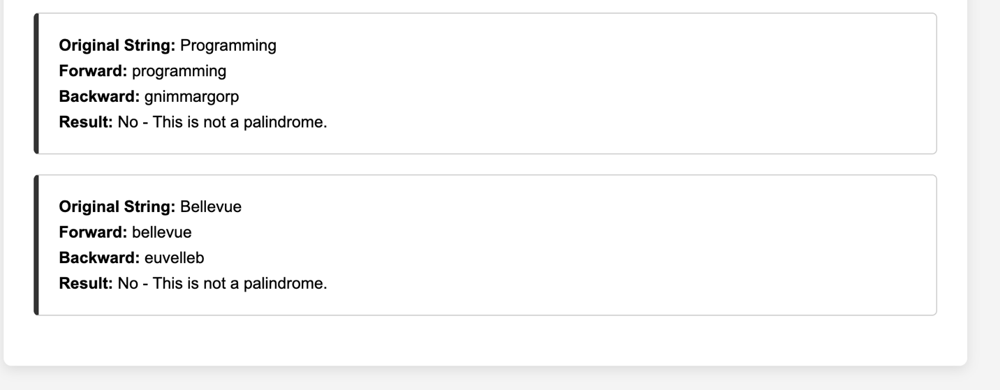 Original String: Programming
Forward: programming
Backward: gnimmargorp
Result: No - This is not a palindrome.
Original String: Bellevue
Forward: bellevue
Backward: euvelleb
Result: No - This is not a palindrome.